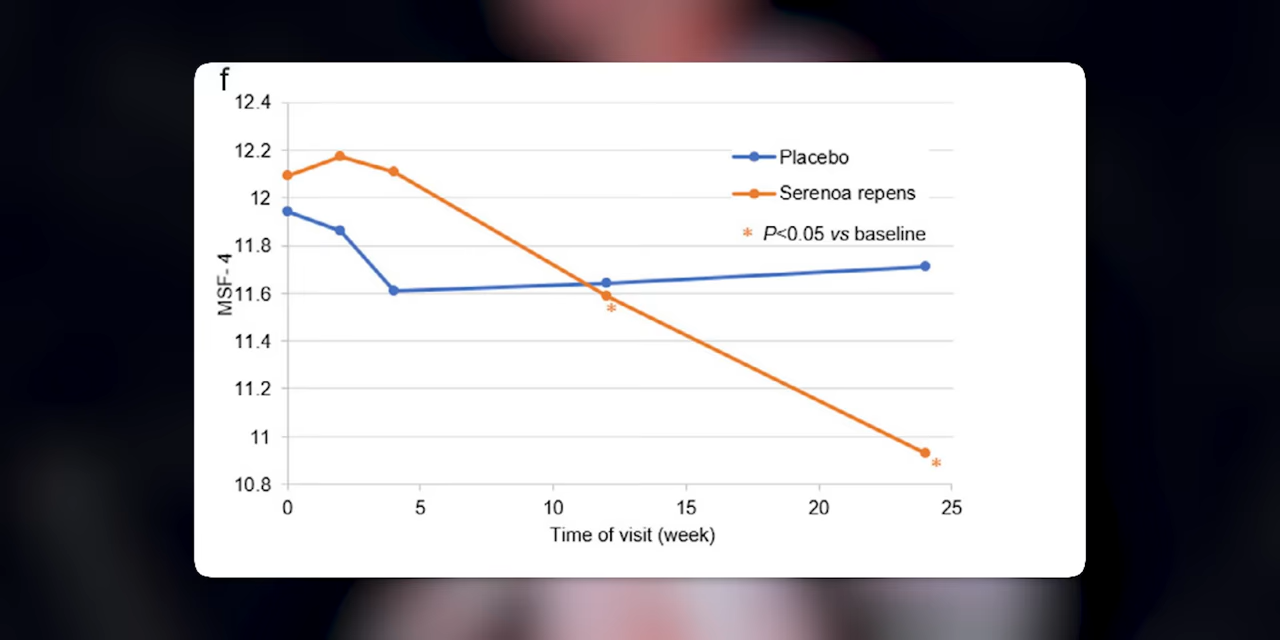 f
12.4
12.2
12
11.8
11.6
11.4
11.2
11
10.8
MSF- 4
Placebo
Serenoa repens
* P<0.05 vs baseline
*
*
0 5 10 15 20 25
Time of visit (week)